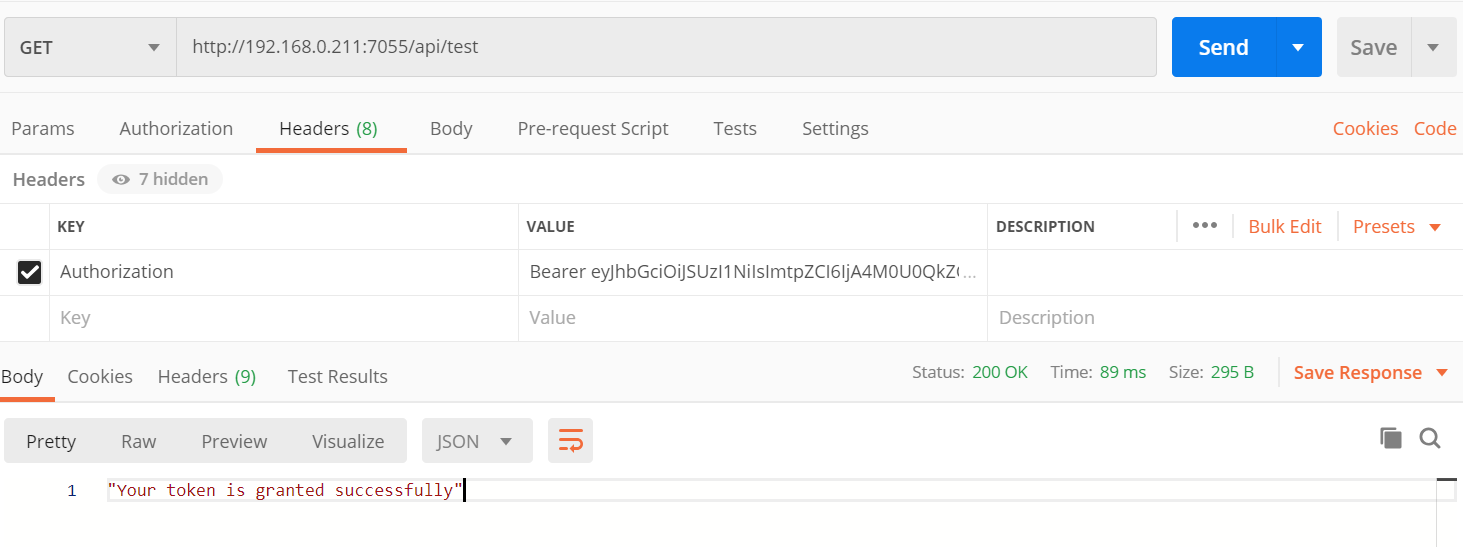 GET http://192.168.0.211:7055/api/test Send Save
Params Authorization Headers (8) Body Pre-request Script Tests Settings Cookies Code
Headers 7 hidden
KEY VALUE DESCRIPTION ••• Bulk Edit Presets
Authorization Bearer eyJhbGciOiJSUzI1NiIsImtpZCI6IjA4M0U0QkZ(...
Key Value Description
Body Cookies Headers (9) Test Results Status: 200 OK Time: 89 ms Size: 295 B Save Response
Pretty Raw Preview Visualize JSON
1 "Your token is granted successfully"